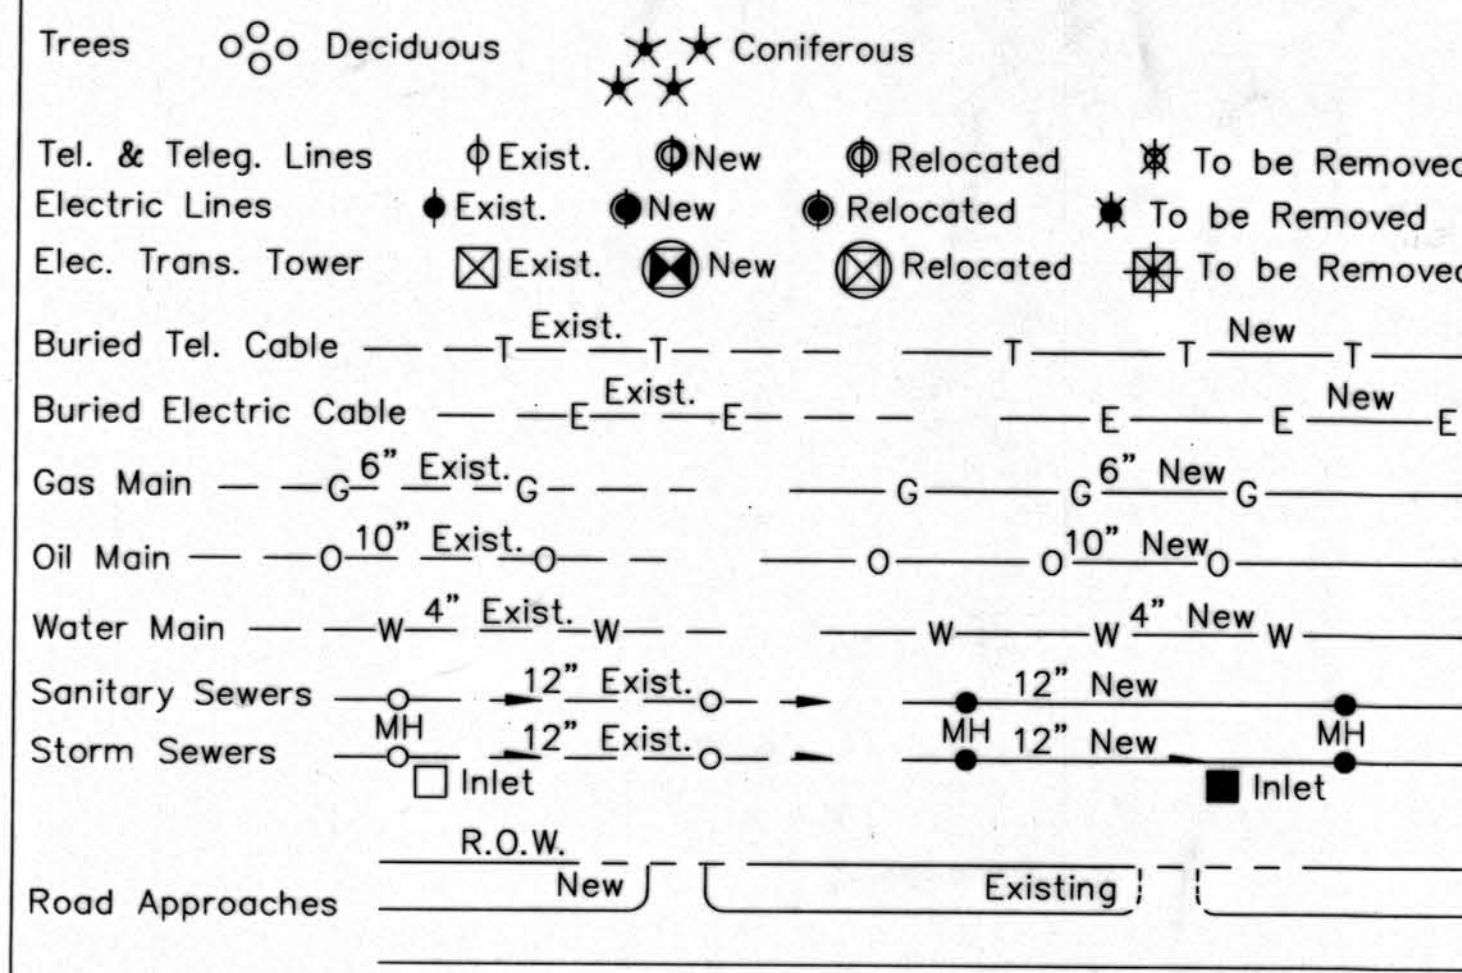 Trees Deciduous Coniferous
Tel. & Teleg. Lines Exist. New Relocated To be Removed
Electric Lines Exist. New Relocated To be Removed
Elec. Trans. Tower Exist. New Relocated To be Removed
Buried Tel. Cable T Exist. T T T New T
Buried Electric Cable E Exist. E E E New E
Gas Main G 6" Exist. G G G 6" New G
Oil Main O 10" Exist. O O O 10" New O
Water Main W 4" Exist. W W W 4" New W
Sanitary Sewers 12" Exist. 12" New
MH MH MH
Storm Sewers 12" Exist. 12" New
Inlet Inlet
R.O.W.
New Existing
Road Approaches